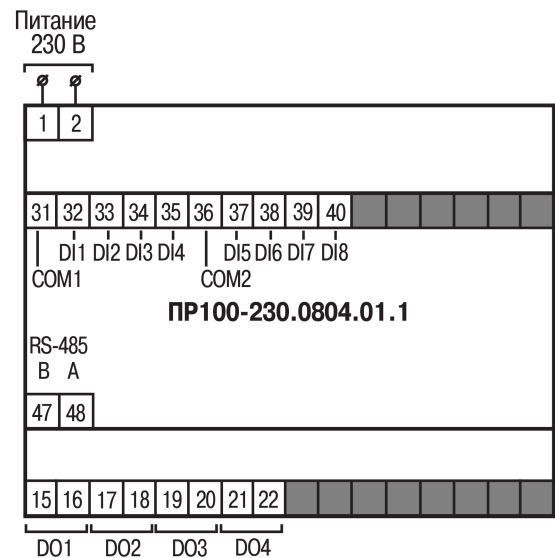 Питание
230 В
1 2
31 32 33 34 35 36 37 38 39 40
DI1 DI2 DI3 DI4 DI5 DI6 DI7 DI8
COM1 COM2
ПР100-230.0804.01.1
RS-485
B A
47 48
15 16 17 18 19 20 21 22
DO1 DO2 DO3 DO4